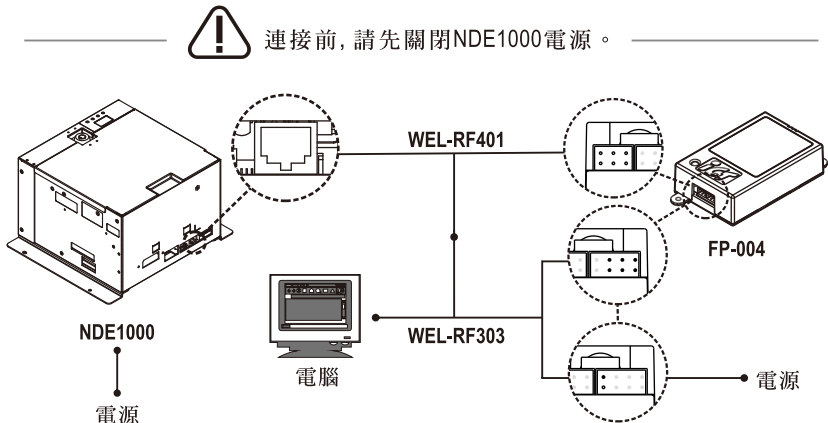 連接前, 請先關閉NDE1000電源。
WEL-RF401
FP-004
NDE1000
WEL-RF303
電腦
電源
電源